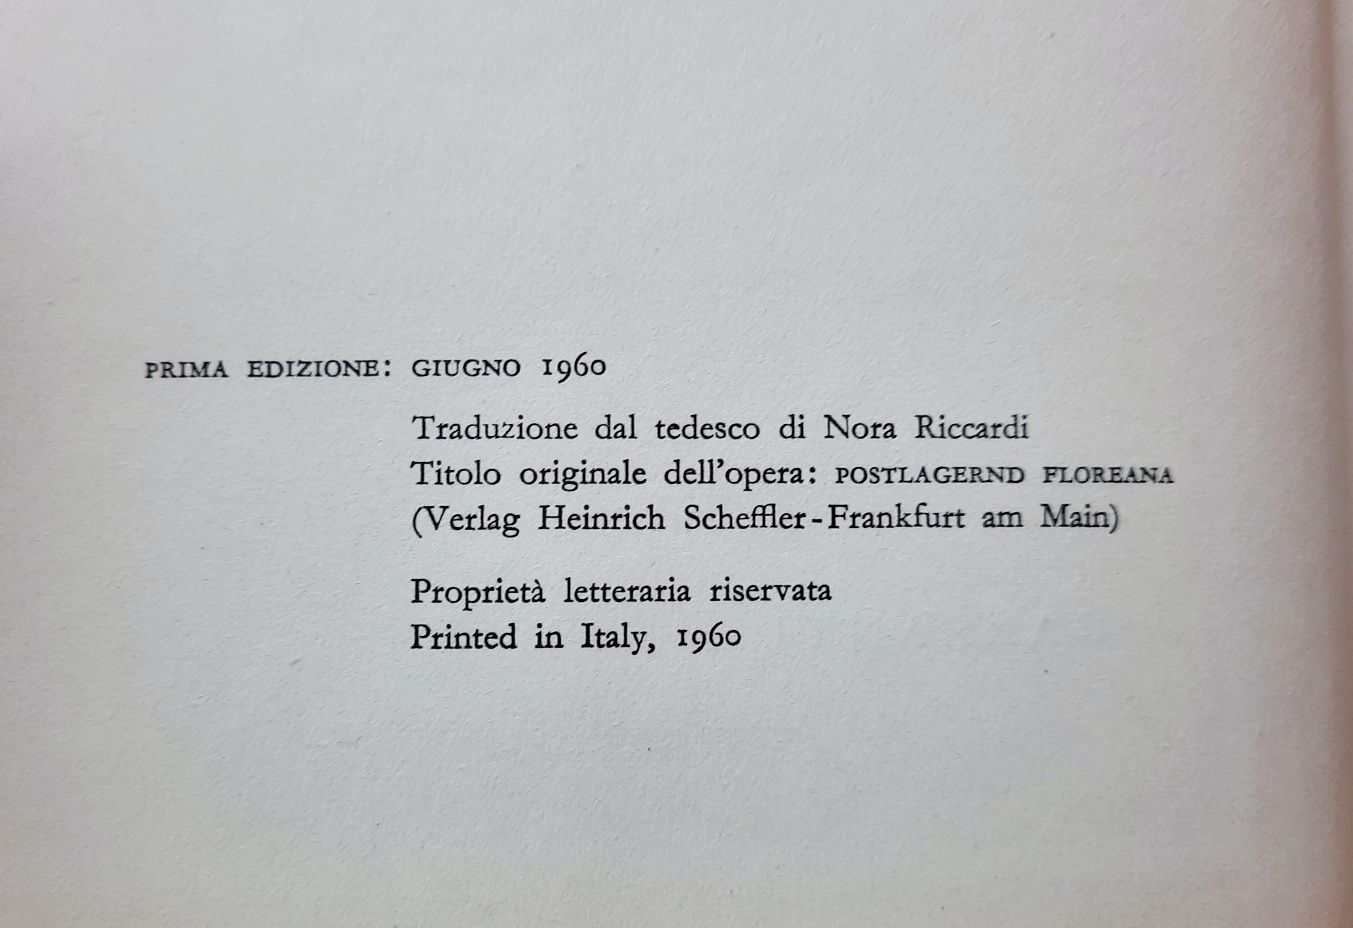 PRIMA EDIZIONE: GIUGNO 1960
Traduzione dal tedesco di Nora Riccardi
Titolo originale dell'opera: POSTLAGERND FLOREANA
(Verlag Heinrich Scheffler-Frankfurt am Main)
Proprietà letteraria riservata
Printed in Italy, 1960